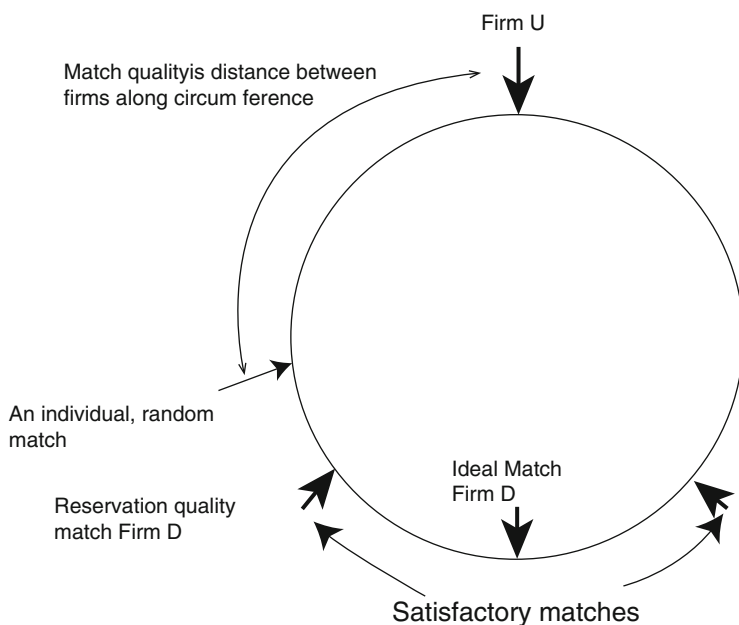 Firm U
Match qualityis distance between
firms along circum ference
An individual, random
match
Ideal Match
Firm D
Reservation quality
match Firm D
Satisfactory matches